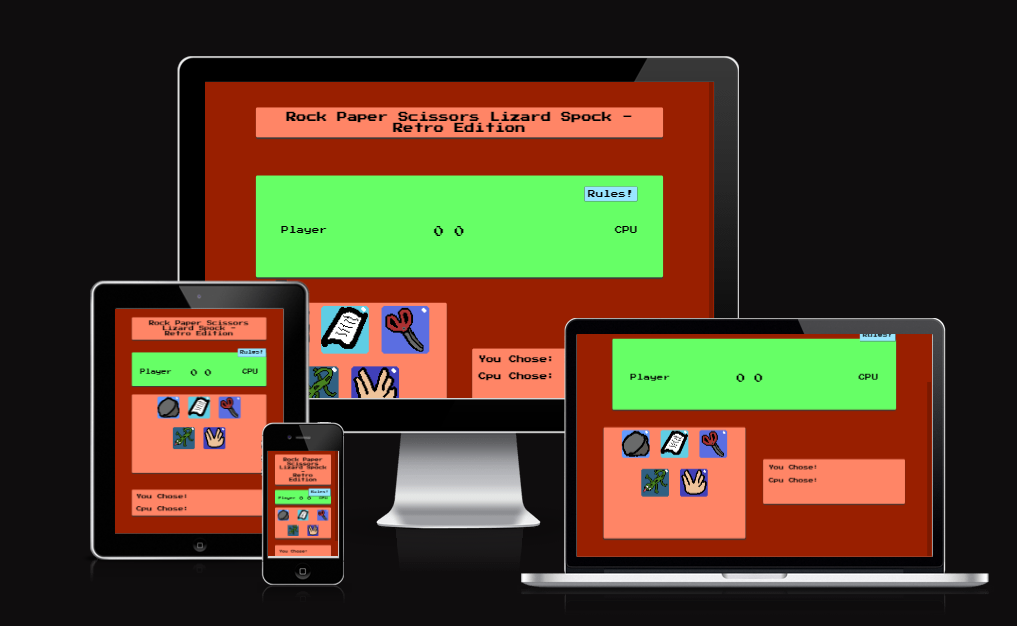 Rock Paper Scissors Lizard Spock -
Retro Edition
Rules!
Player
0 0
CPU
You Chose:
Cpu Chose:
Rock Paper Scissors
Lizard Spock -
Retro Edition
Rules!
Player
0 0
CPU
You Chose:
Cpu Chose:
Rock Paper
Scissors
Lizard Spock
-
Retro
Edition
Rules!
Player
0 0
CPU
You Chose:
Rules!
Player
0 0
CPU
You Chose:
Cpu Chose: